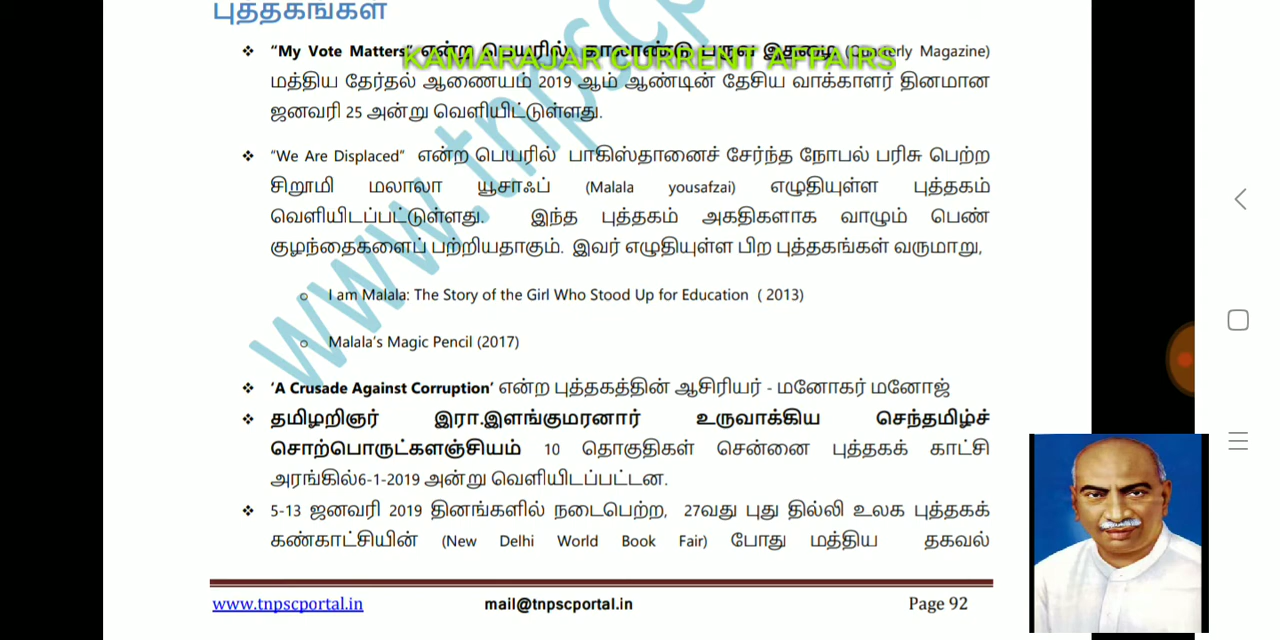 புத்தகங்கள்
❖ “My Vote Matters” என்ற பெயரில், காலாண்டு பருவ இதழை (Quarterly Magazine)
KAMARAJAR CURRENT AFFAIRS
மத்திய தேர்தல் ஆணையம் 2019 ஆம் ஆண்டின் தேசிய வாக்காளர் தினமான
ஜனவரி 25 அன்று வெளியிட்டுள்ளது.
❖ “We Are Displaced” என்ற பெயரில் பாகிஸ்தானைச் சேர்ந்த நோபல் பரிசு பெற்ற
சிறூமி மலாலா யூசாஃப் (Malala yousafzai) எழுதியுள்ள புத்தகம்
வெளியிடப்பட்டுள்ளது. இந்த புத்தகம் அகதிகளாக வாழும் பெண்
குழந்தைகளைப் பற்றியதாகும். இவர் எழுதியுள்ள பிற புத்தகங்கள் வருமாறு,
o I am Malala: The Story of the Girl Who Stood Up for Education ( 2013)
o Malala’s Magic Pencil (2017)
❖ ‘A Crusade Against Corruption’ என்ற புத்தகத்தின் ஆசிரியர் - மனோகர் மனோஜ்
❖ தமிழறிஞர் இரா.இளங்குமரனார் உருவாக்கிய செந்தமிழ்ச்
சொற்பொருட்களஞ்சியம் 10 தொகுதிகள் சென்னை புத்தகக் காட்சி
அரங்கில்6-1-2019 அன்று வெளியிடப்பட்டன.
❖ 5-13 ஜனவரி 2019 தினங்களில் நடைபெற்ற, 27வது புது தில்லி உலக புத்தகக்
கண்காட்சியின் (New Delhi World Book Fair) போது மத்திய தகவல்
www.tnpscportal.in mail@tnpscportal.in Page 92
www.tnpsc